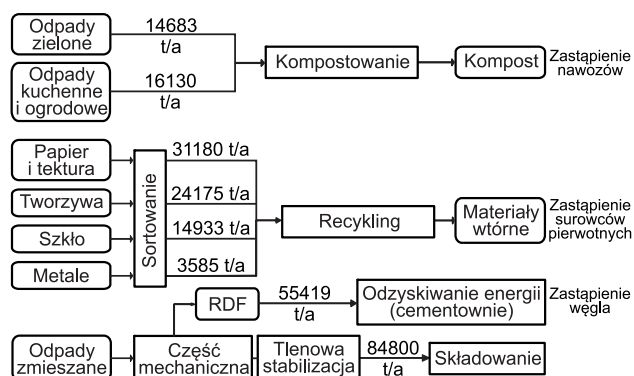 Odpady
zielone
14683
t/a
Odpady
kuchenne
i ogrodowe
16130
t/a
Kompostowanie
Kompost
Zastąpienie
nawozów
Papier
i tektura
Tworzywa
Szkło
Metale
Sortowanie
31180 t/a
24175 t/a
14933 t/a
3585 t/a
Recykling
Materiały
wtórne
Zastąpienie
surowców
pierwotnych
RDF
55419
t/a
Odzyskiwanie energii
(cementownie)
Zastąpienie
węgla
Odpady
zmieszane
Część
mechaniczna
Tlenowa
stabilizacja
84800
t/a
Składowanie